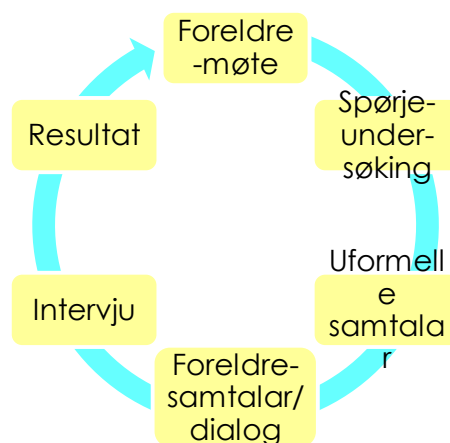 Foreldre
-møte
Spørje-
under-
søking
Uformell
e
samtala
r
Foreldre-
samtalar/
dialog
Intervju
Resultat